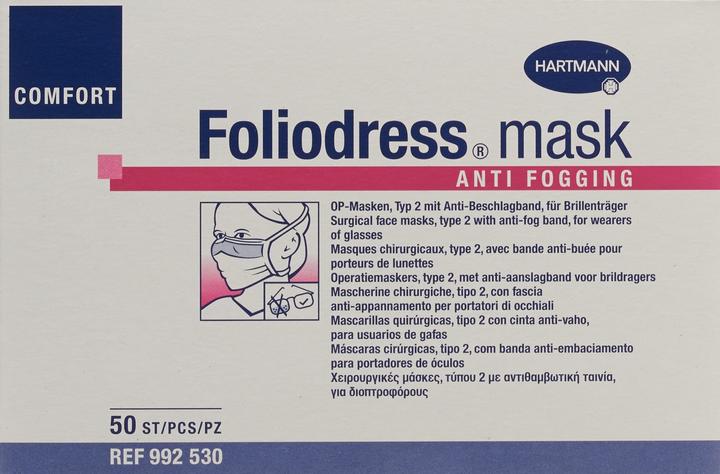 COMFORT
HARTMANN
Foliodress® mask
ANTI FOGGING
OP-Masken, Typ 2 mit Anti-Beschlagband, für Brillenträger
Surgical face masks, type 2 with anti-fog band, for wearers
of glasses
Masques chirurgicaux, type 2, avec bande anti-buée pour
porteurs de lunettes
Operatiemaskers, type 2, met anti-aanslagband voor brildragers
Mascherine chirurgiche, tipo 2, con fascia
anti-appannamento per portatori di occhiali
Mascarillas quirúrgicas, tipo 2 con cinta anti-vaho,
para usuarios de gafas
Máscaras cirúrgicas, tipo 2, com banda anti-embaciamento
para portadores de óculos
Χειρουργικές μάσκες, τύπου 2 με αντιθαμβωτική ταινία,
για διοπτροφόρους
50 ST/PCS/PZ
REF 992 530